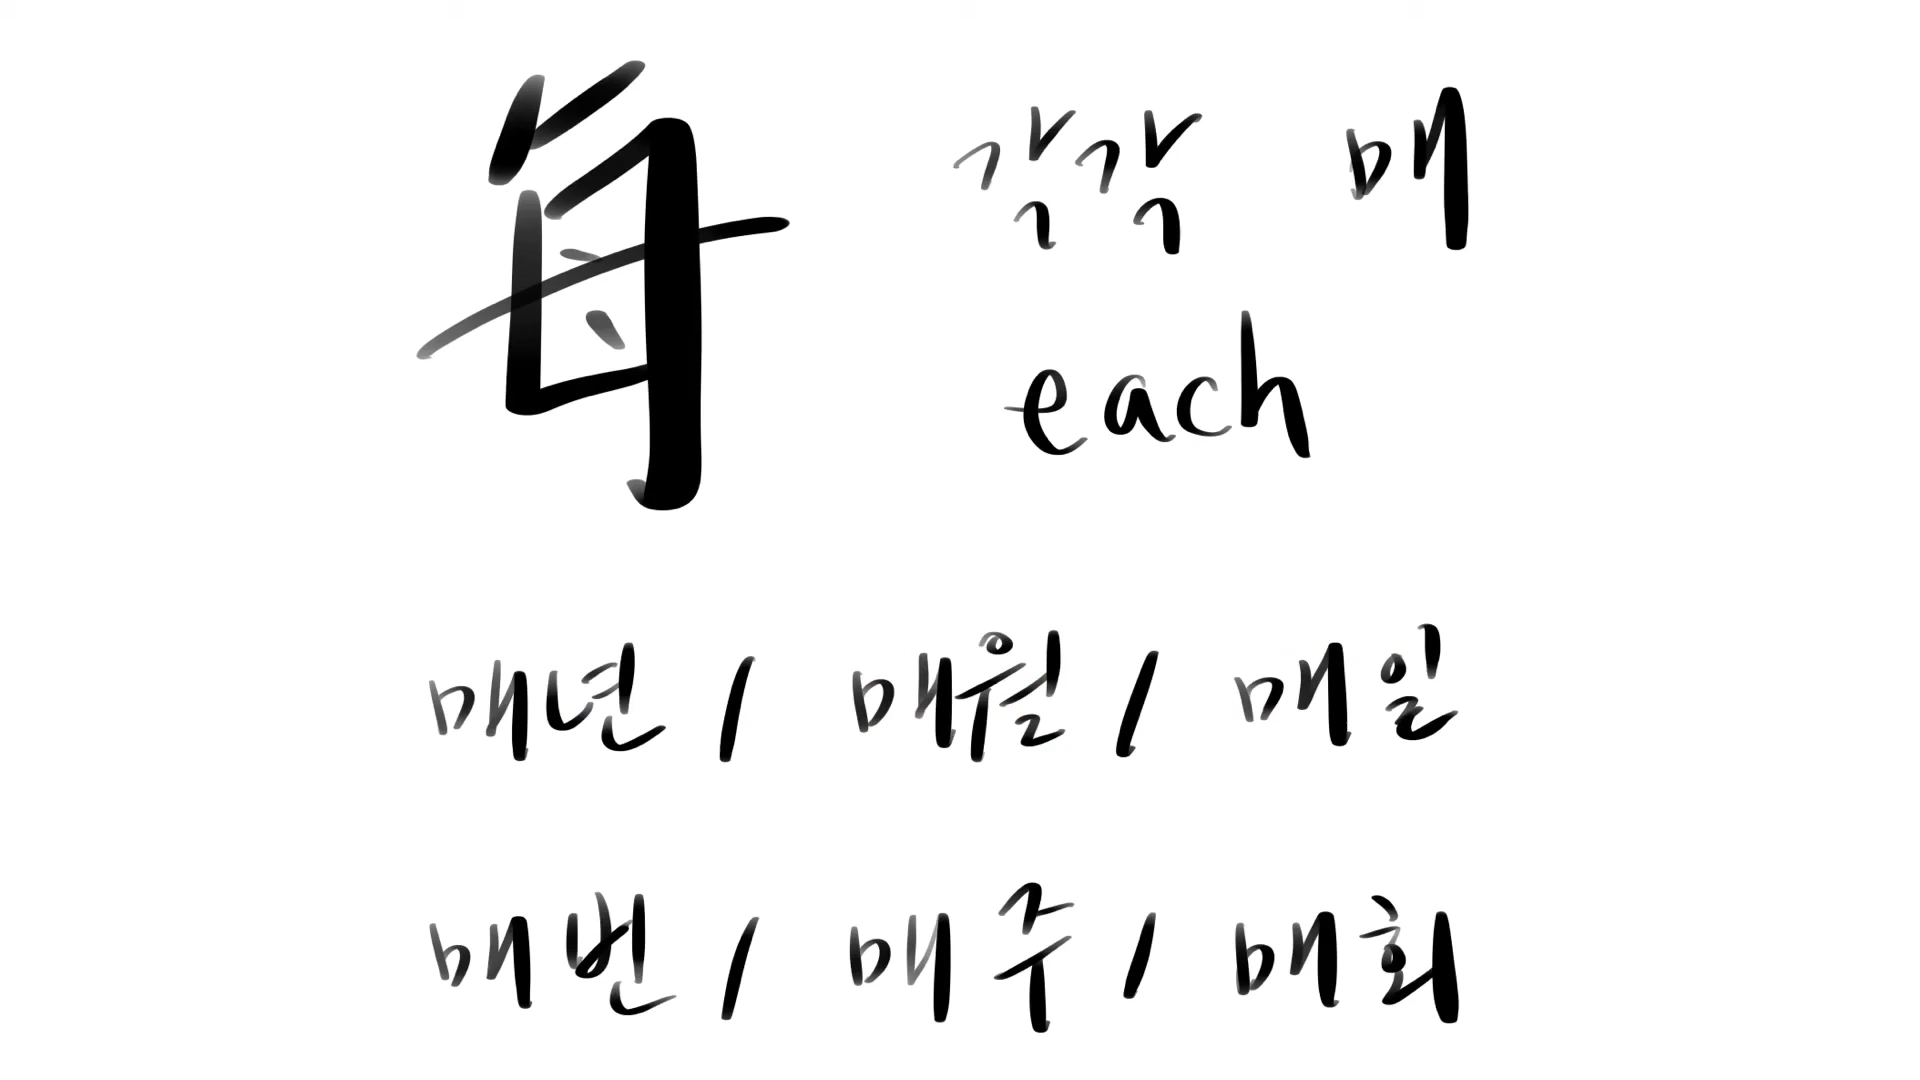 每 각각 매
each
매년 / 매월 / 매일
매번 / 매주 / 매회